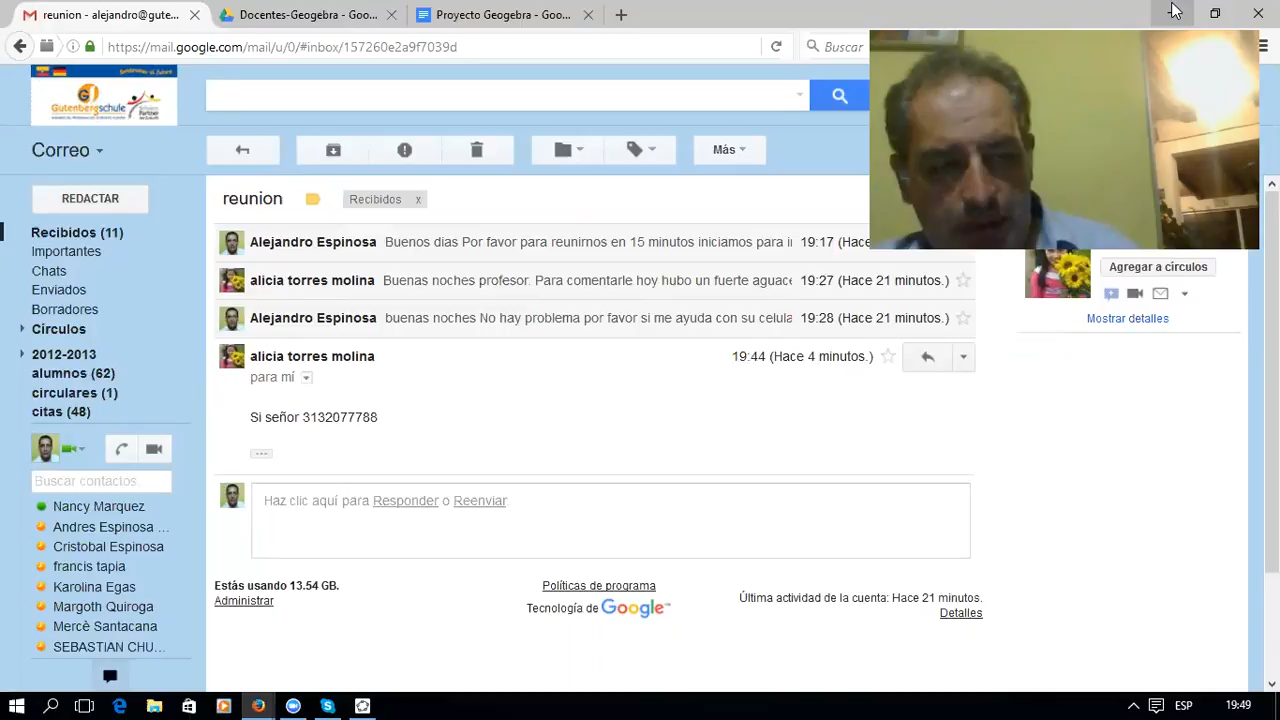 reunion - alejandro@gute...
Docentes-Geogebra - Goo...
Proyecto Geogebra - Goo...
https://mail.google.com/mail/u/0/#inbox/157260e2a9f7039d
Buscar
Gutenbergschule
Correo
Más
REDACTAR
reunion
Recibidos x
Recibidos (11)
Importantes
Chats
Enviados
Borradores
Círculos
2012-2013
alumnos (62)
circulares (1)
citas (48)
Buscar contactos.
Nancy Marquez
Andres Espinosa ...
Cristobal Espinosa
francis tapia
Karolina Egas
Margoth Quiroga
Mercè Santacana
SEBASTIAN CHU...
Alejandro Espinosa Buenos dias Por favor para reunirnos en 15 minutos iniciamos para i 19:17 (Hace
alicia torres molina Buenas noches profesor. Para comentarle hoy hubo un fuerte aguace 19:27 (Hace 21 minutos.)
Alejandro Espinosa buenas noches No hay problema por favor si me ayuda con su celula 19:28 (Hace 21 minutos.)
alicia torres molina 19:44 (Hace 4 minutos.)
para mí
Si señor 3132077788
...
Haz clic aquí para Responder o Reenviar
Estás usando 13.54 GB.
Administrar
Políticas de programa
Tecnología de Google™
Última actividad de la cuenta: Hace 21 minutos.
Detalles
Agregar a círculos
Mostrar detalles
ESP
19:49